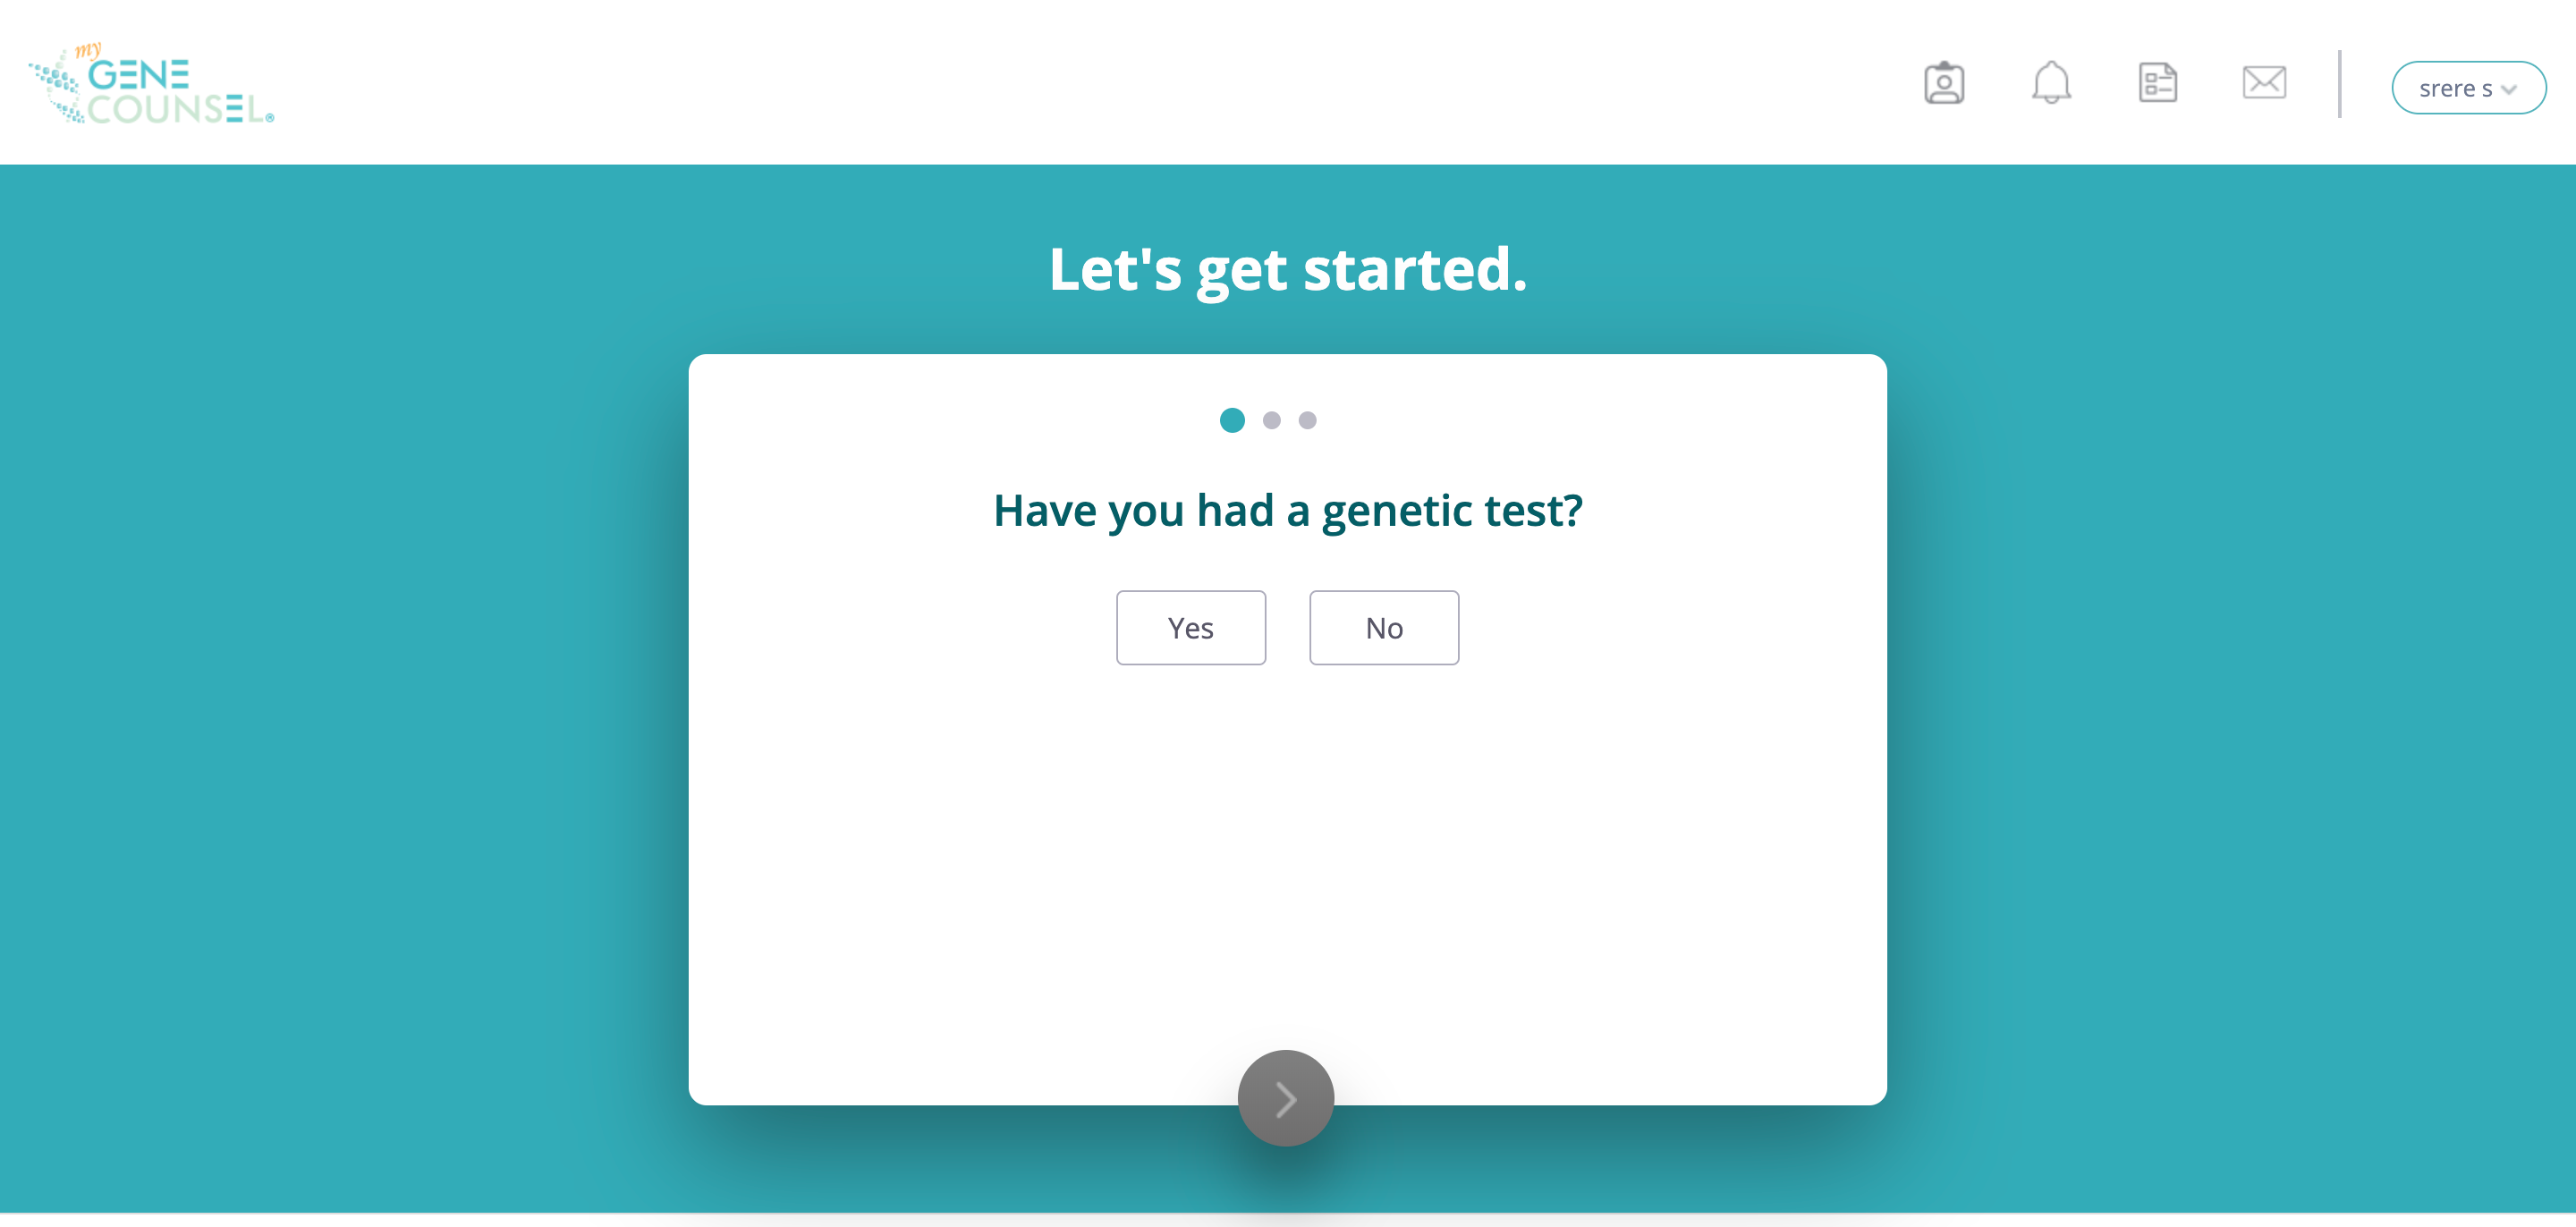 my
GENE
COUNSEL®
srere s
Let's get started.
Have you had a genetic test?
Yes
No